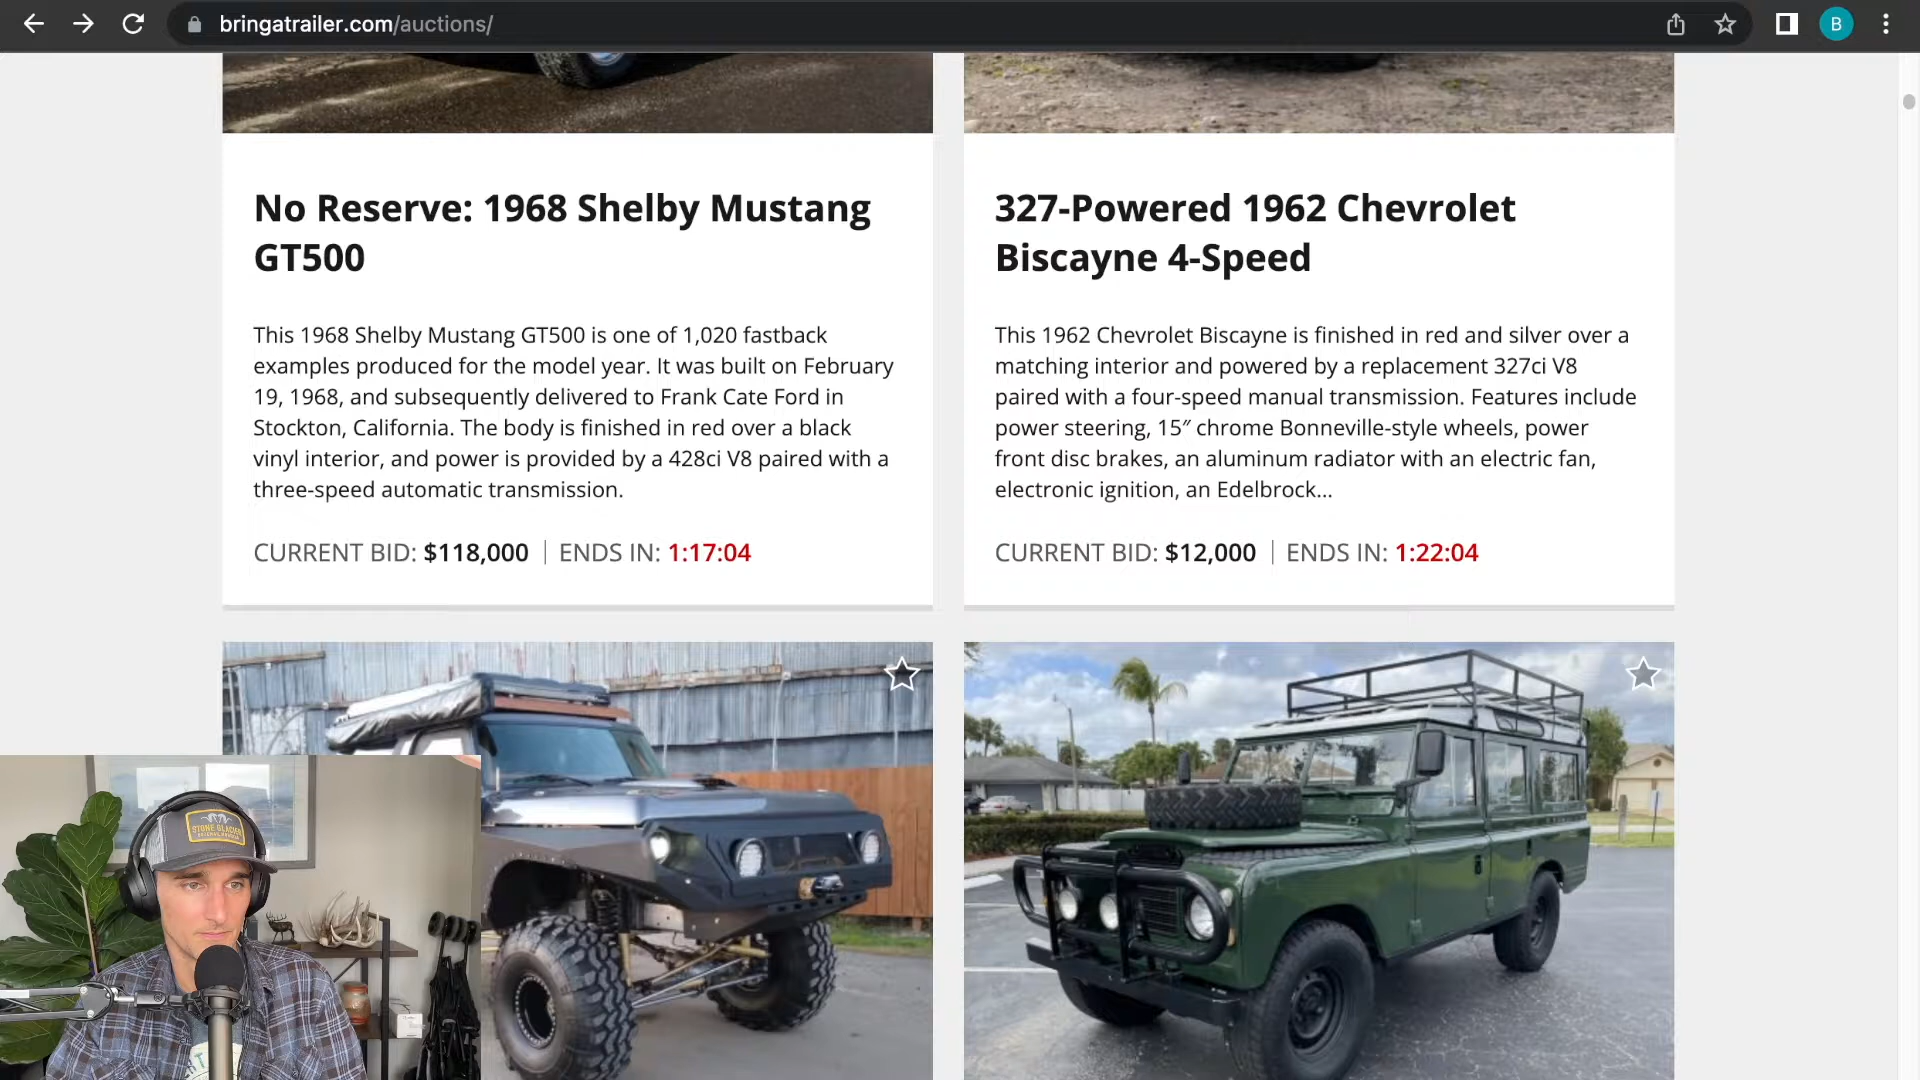 bringatrailer.com/auctions/
B
No Reserve: 1968 Shelby Mustang
GT500
This 1968 Shelby Mustang GT500 is one of 1,020 fastback
examples produced for the model year. It was built on February
19, 1968, and subsequently delivered to Frank Cate Ford in
Stockton, California. The body is finished in red over a black
vinyl interior, and power is provided by a 428ci V8 paired with a
three-speed automatic transmission.
CURRENT BID: $118,000 | ENDS IN: 1:17:04
327-Powered 1962 Chevrolet
Biscayne 4-Speed
This 1962 Chevrolet Biscayne is finished in red and silver over a
matching interior and powered by a replacement 327ci V8
paired with a four-speed manual transmission. Features include
power steering, 15″ chrome Bonneville-style wheels, power
front disc brakes, an aluminum radiator with an electric fan,
electronic ignition, an Edelbrock...
CURRENT BID: $12,000 | ENDS IN: 1:22:04
STONE GLACIER